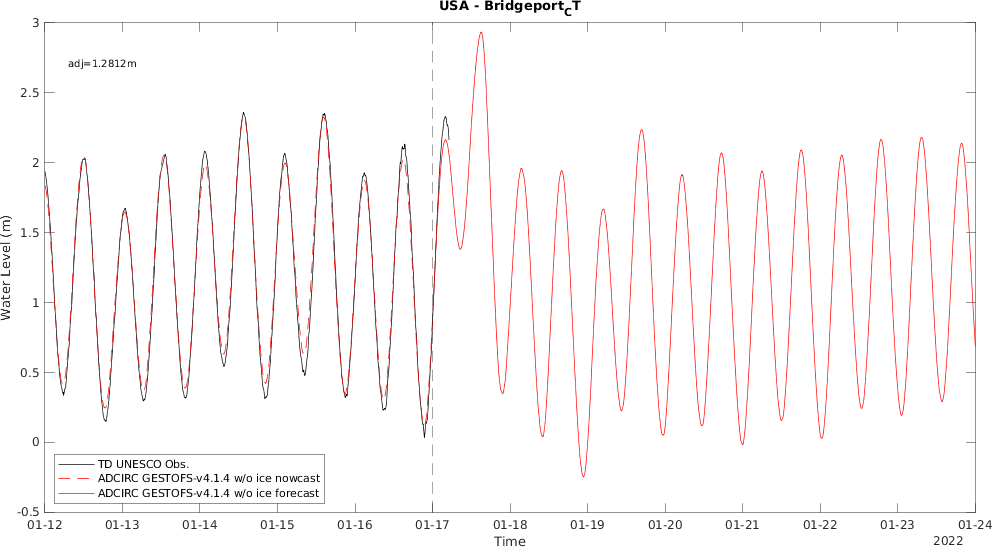 USA - Bridgeport_CT
adj=1.2812m
3
2.5
2
1.5
1
0.5
0
-0.5
Water Level (m)
TD UNESCO Obs.
ADCIRC GESTOFS-v4.1.4 w/o ice nowcast
ADCIRC GESTOFS-v4.1.4 w/o ice forecast
01-12 01-13 01-14 01-15 01-16 01-17 01-18 01-19 01-20 01-21 01-22 01-23 01-24
Time
2022